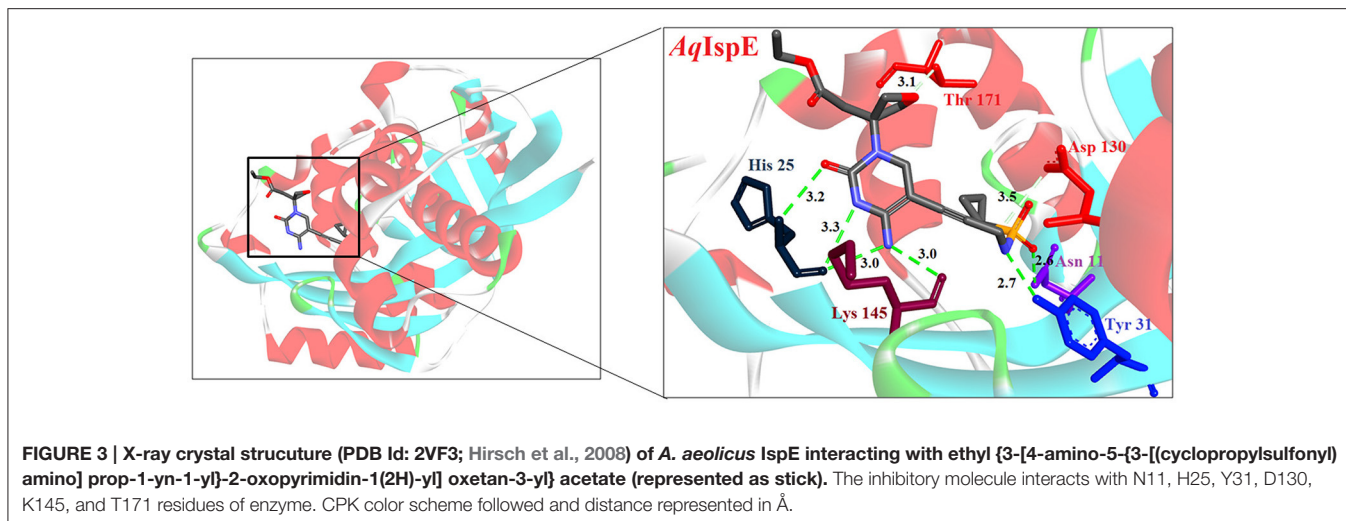 AqIspE
3.1
Thr 171
Asp 130
His 25
3.2
3.5
3.3
3.0
3.0
2.6
Asn 11
2.7
Lys 145
Tyr 31
FIGURE 3 | X-ray crystal strucuture (PDB Id: 2VF3; Hirsch et al., 2008) of A. aeolicus IspE interacting with ethyl {3-[4-amino-5-{3-[(cyclopropylsulfonyl)
amino] prop-1-yn-1-yl}-2-oxopyrimidin-1(2H)-yl] oxetan-3-yl} acetate (represented as stick). The inhibitory molecule interacts with N11, H25, Y31, D130,
K145, and T171 residues of enzyme. CPK color scheme followed and distance represented in Å.